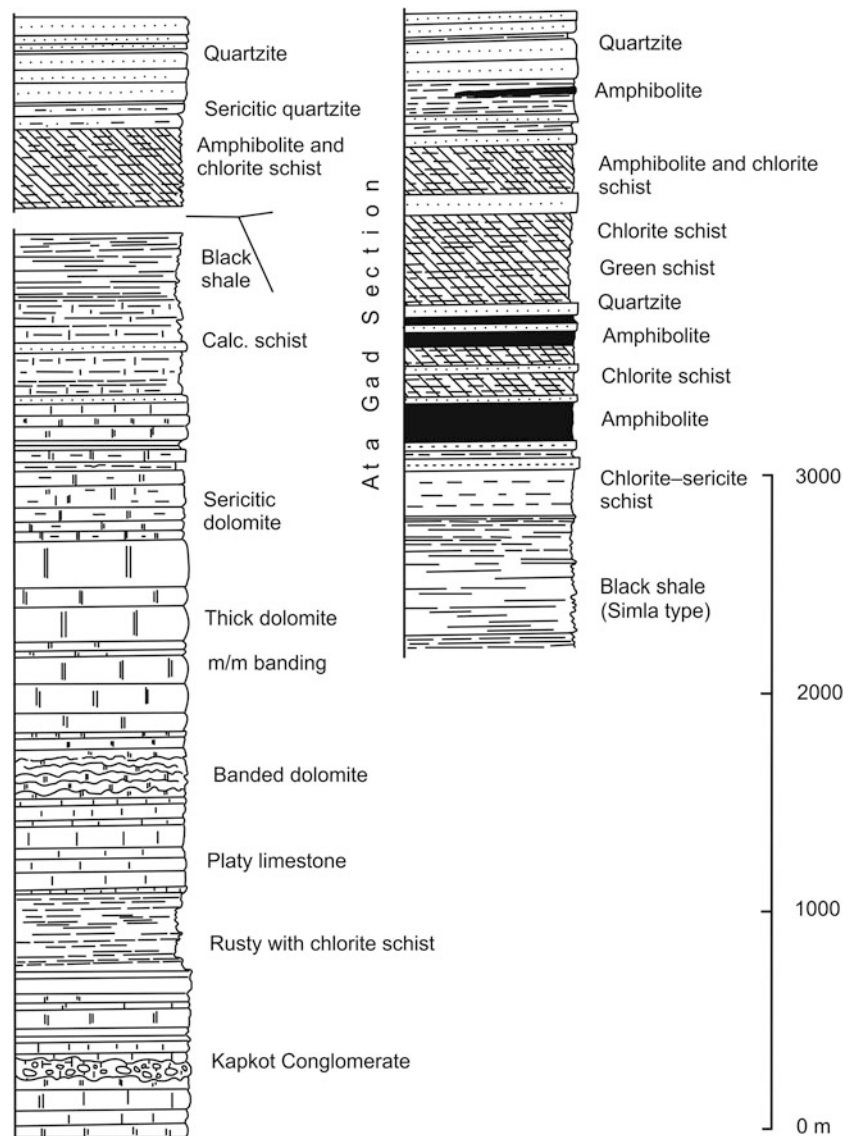 Quartzite
Sericitic quartzite
Amphibolite and
chlorite schist
Black
shale
Calc. schist
Sericitic
dolomite
Thick dolomite
m/m banding
Banded dolomite
Platy limestone
Rusty with chlorite schist
Kapkot Conglomerate
Ata Gad Section
Quartzite
Amphibolite
Amphibolite and chlorite
schist
Chlorite schist
Green schist
Quartzite
Amphibolite
Chlorite schist
Amphibolite
Chlorite–sericite
schist
Black shale
(Simla type)
3000
2000
1000
0 m